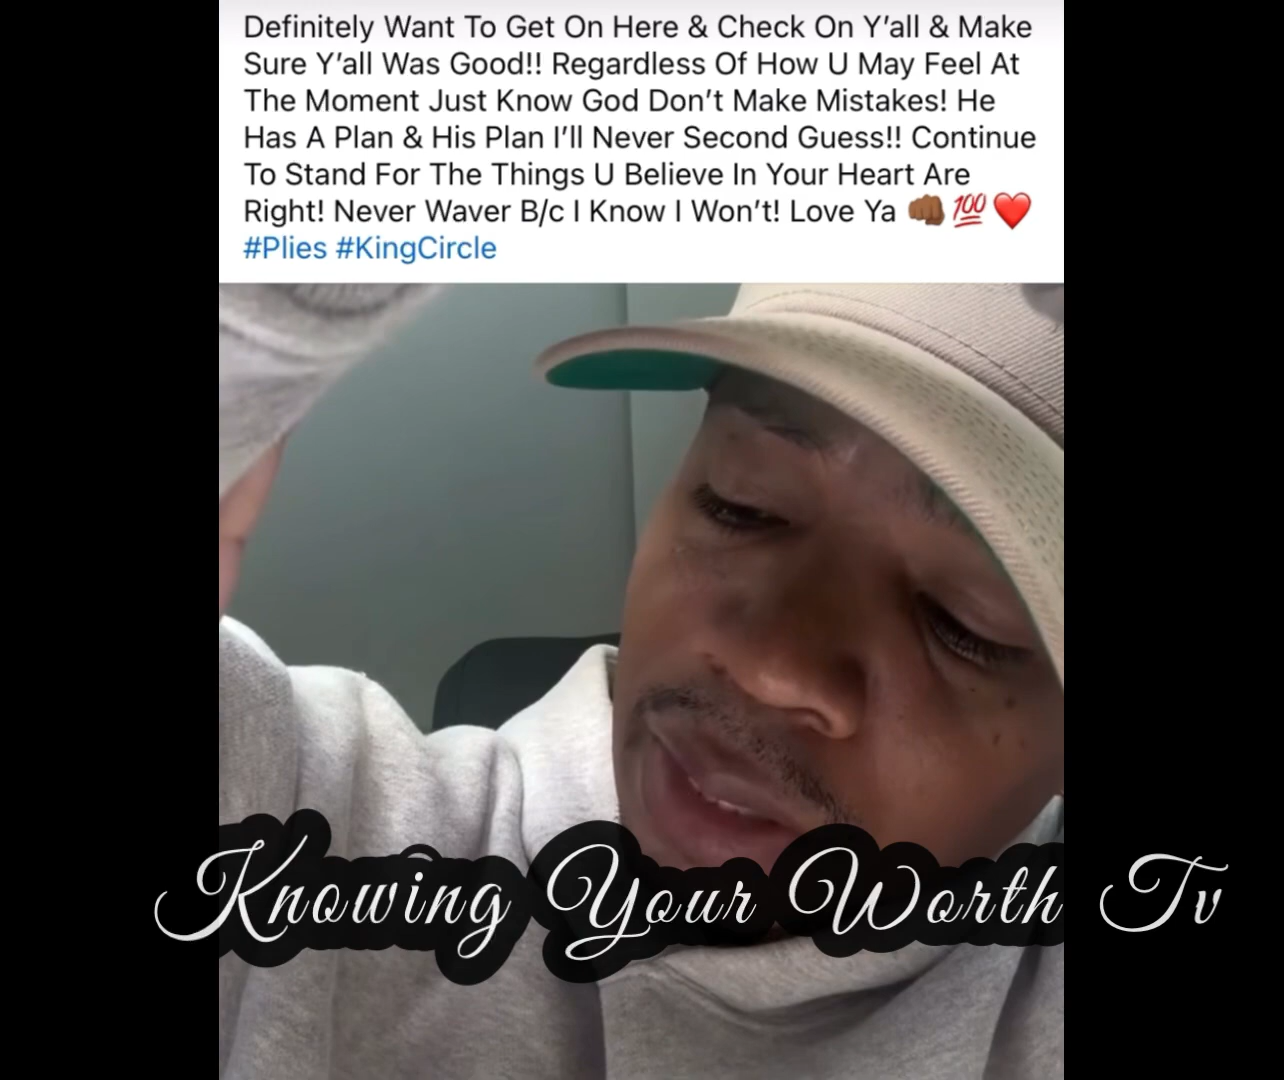 Definitely Want To Get On Here & Check On Y’all & Make
Sure Y’all Was Good!! Regardless Of How U May Feel At
The Moment Just Know God Don’t Make Mistakes! He
Has A Plan & His Plan I’ll Never Second Guess!! Continue
To Stand For The Things U Believe In Your Heart Are
Right! Never Waver B/c I Know I Won’t! Love Ya 👊🏾 💯 ❤️
#Plies #KingCircle
Knowing Your Worth Tv